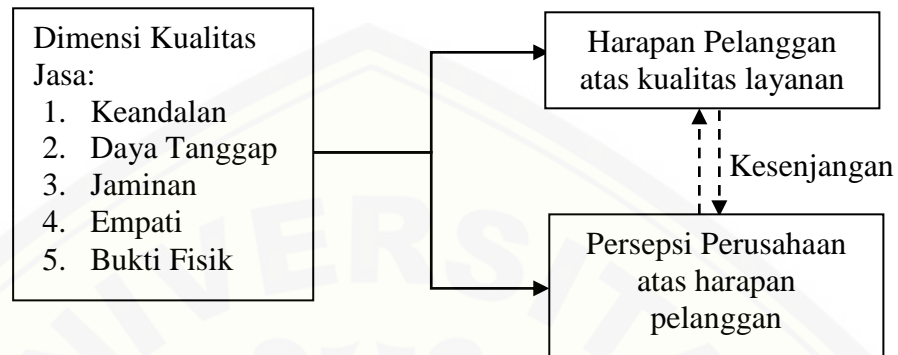 Dimensi Kualitas
Jasa:
1. Keandalan
2. Daya Tanggap
3. Jaminan
4. Empati
5. Bukti Fisik
Harapan Pelanggan
atas kualitas layanan
Kesenjangan
Persepsi Perusahaan
atas harapan
pelanggan